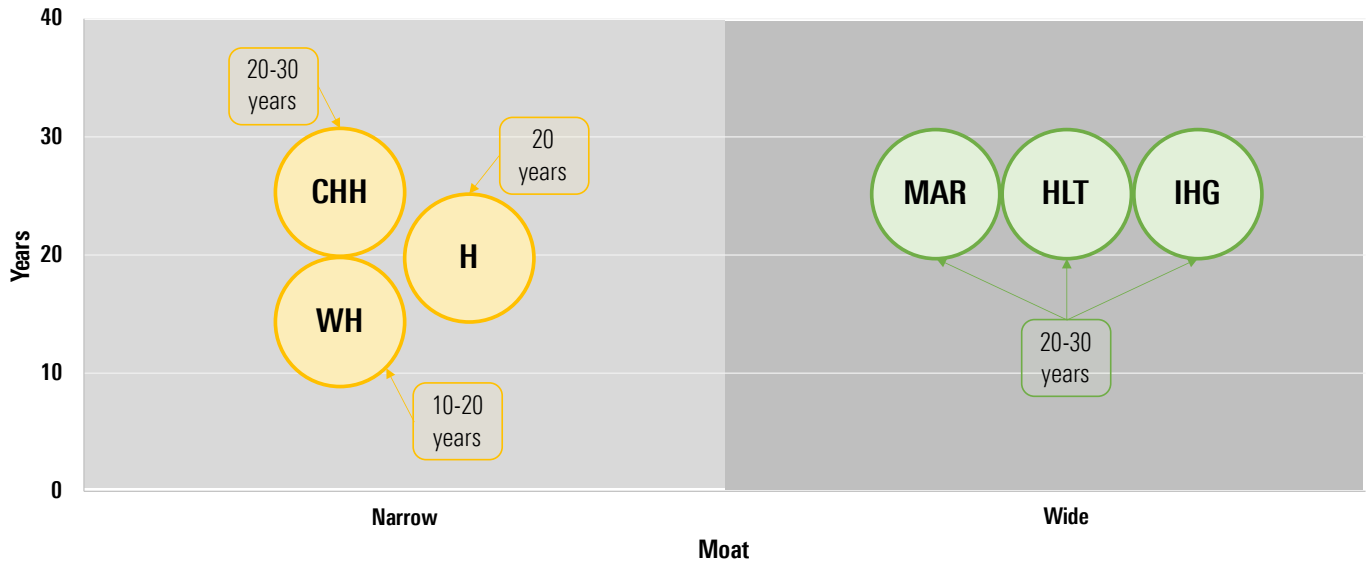 40
20-30
years
30
20
years
CHH
MAR
HLT
IHG
Years
20
H
WH
20-30
years
10
10-20
years
0
Narrow
Wide
Moat